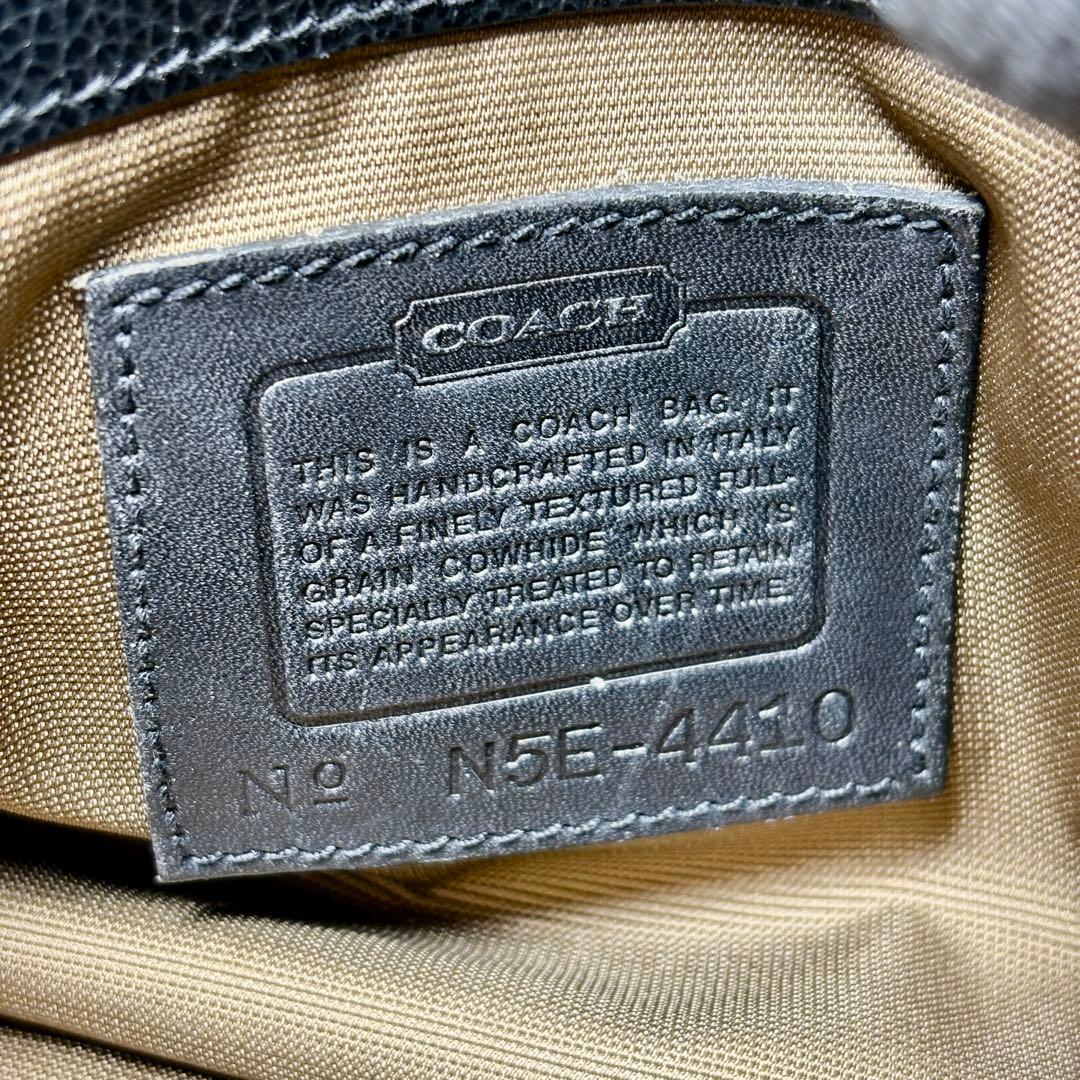 COACH
THIS IS A COACH BAG. IT
WAS HANDCRAFTED IN ITALY
OF A FINELY TEXTURED FULL-
GRAIN COWHIDE WHICH IS
SPECIALLY TREATED TO RETAIN
ITS APPEARANCE OVER TIME.
Nº N5E-4410